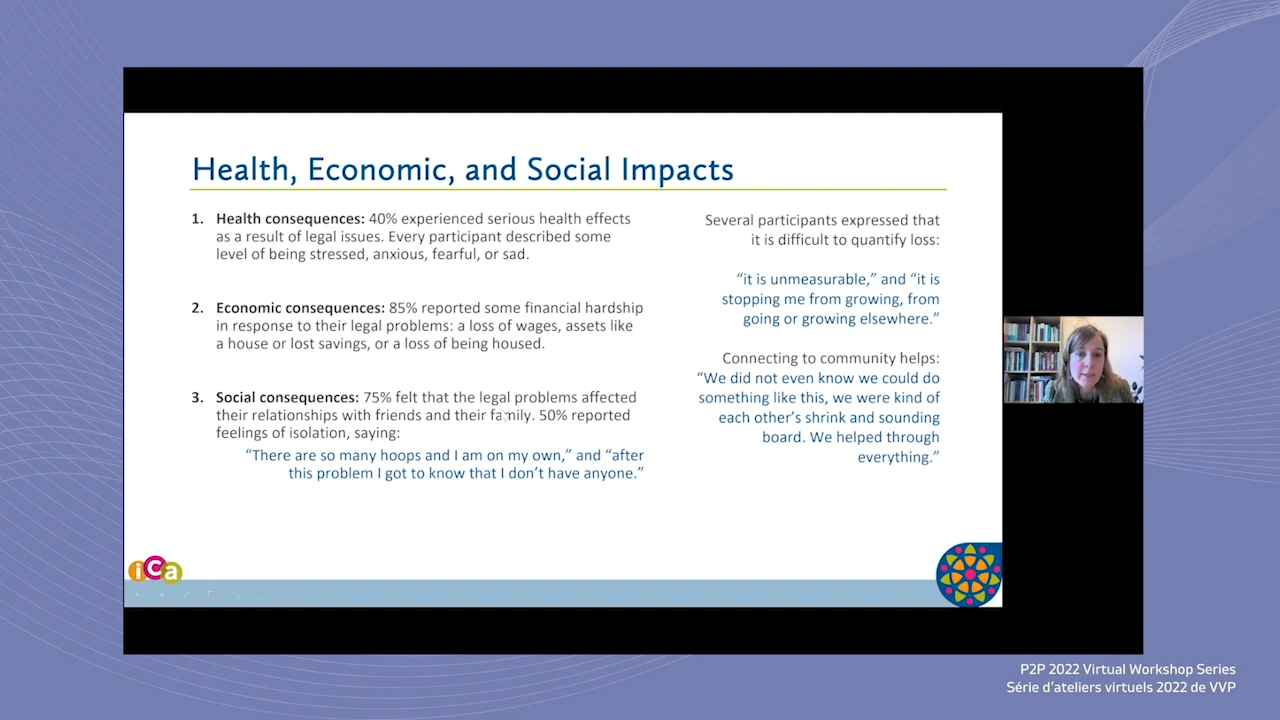 Health, Economic, and Social Impacts
1. Health consequences: 40% experienced serious health effects
as a result of legal issues. Every participant described some
level of being stressed, anxious, fearful, or sad.
2. Economic consequences: 85% reported some financial hardship
in response to their legal problems: a loss of wages, assets like
a house or lost savings, or a loss of being housed.
3. Social consequences: 75% felt that the legal problems affected
their relationships with friends and their family. 50% reported
feelings of isolation, saying:
“There are so many hoops and I am on my own,” and “after
this problem I got to know that I don’t have anyone.”
Several participants expressed that
it is difficult to quantify loss:
“it is unmeasurable,” and “it is
stopping me from growing, from
going or growing elsewhere.”
Connecting to community helps:
“We did not even know we could do
something like this, we were kind of
each other’s shrink and sounding
board. We helped through
everything.”
ica
P2P 2022 Virtual Workshop Series
Série d’ateliers virtuels 2022 de VVP